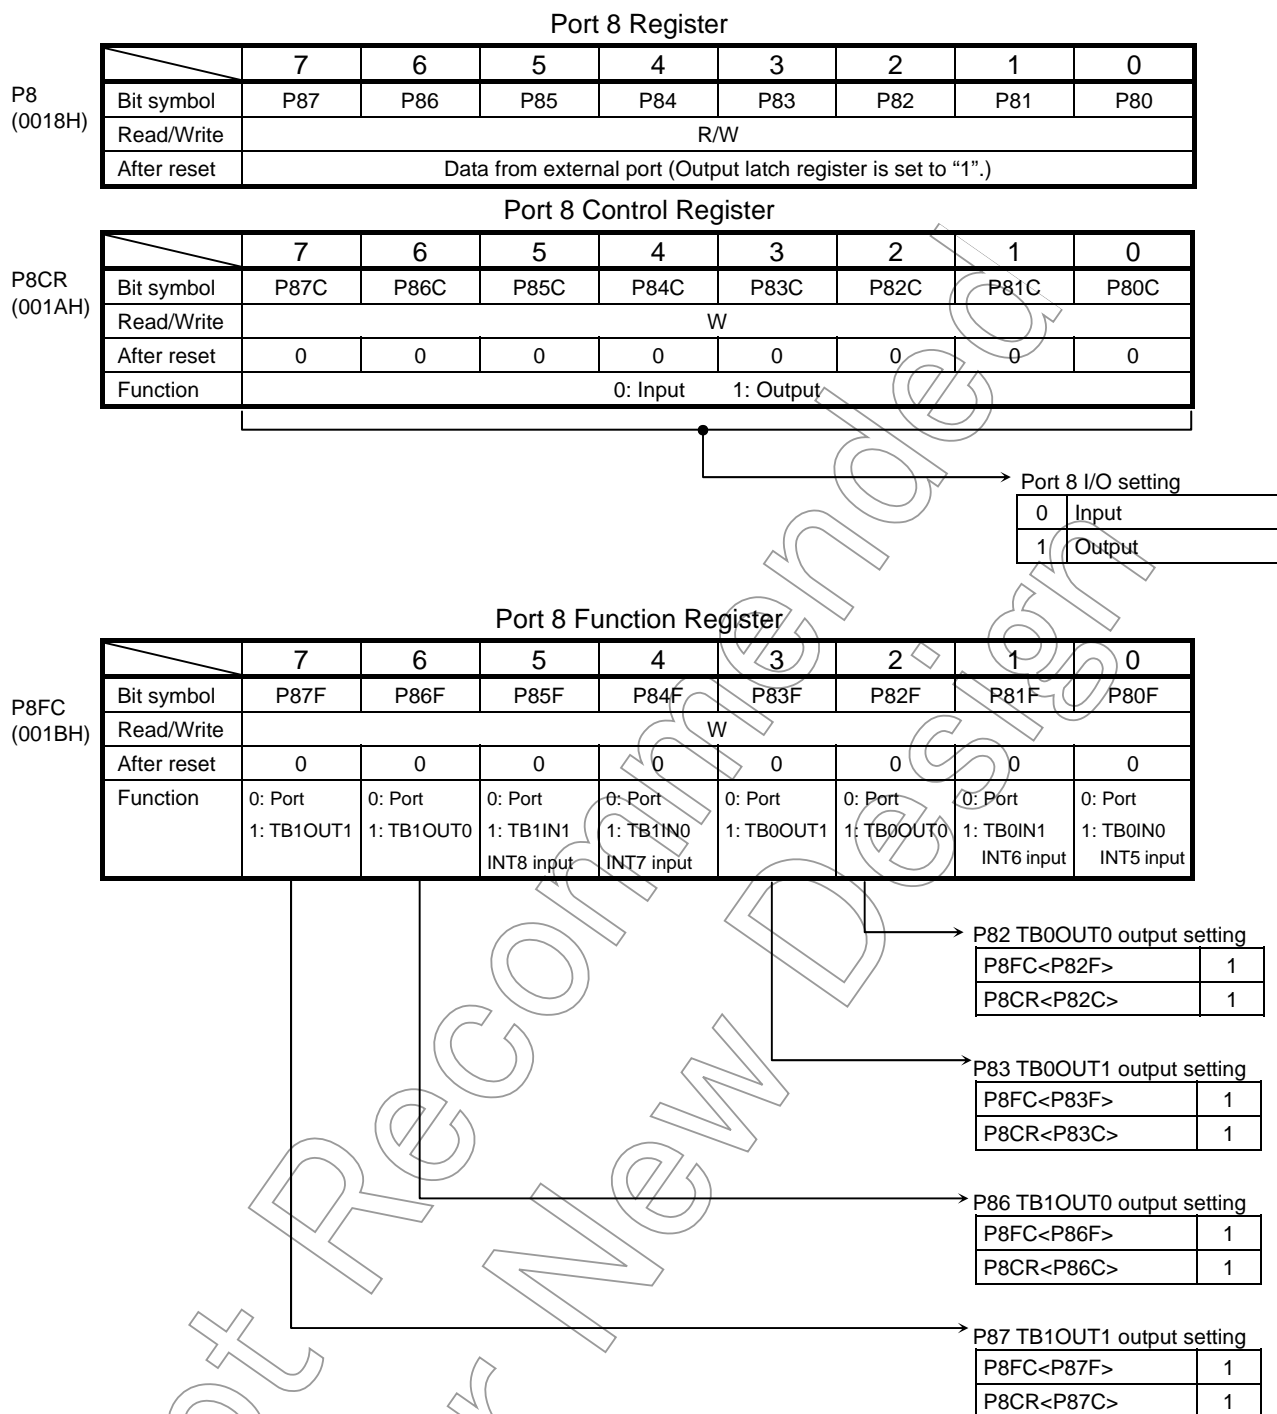 Port 8 Register
7 6 5 4 3 2 1 0
P8
(0018H)
Bit symbol P87 P86 P85 P84 P83 P82 P81 P80
Read/Write R/W
After reset Data from external port (Output latch register is set to “1”.)
Port 8 Control Register
7 6 5 4 3 2 1 0
P8CR
(001AH)
Bit symbol P87C P86C P85C P84C P83C P82C P81C P80C
Read/Write W
After reset 0 0 0 0 0 0 0 0
Function 0: Input 1: Output
Port 8 I/O setting
0 Input
1 Output
Port 8 Function Register
7 6 5 4 3 2 1 0
P8FC
(001BH)
Bit symbol P87F P86F P85F P84F P83F P82F P81F P80F
Read/Write W
After reset 0 0 0 0 0 0 0 0
Function 0: Port 0: Port 0: Port 0: Port 0: Port 0: Port 0: Port 0: Port
1: TB1OUT1 1: TB1OUT0 1: TB1IN1 1: TB1IN0 1: TB0OUT1 1: TB0OUT0 1: TB0IN1 1: TB0IN0
INT8 input INT7 input INT6 input INT5 input
P82 TB0OUT0 output setting
P8FC<P82F> 1
P8CR<P82C> 1
P83 TB0OUT1 output setting
P8FC<P83F> 1
P8CR<P83C> 1
P86 TB1OUT0 output setting
P8FC<P86F> 1
P8CR<P86C> 1
P87 TB1OUT1 output setting
P8FC<P87F> 1
P8CR<P87C> 1
ot Recommended
r New Design